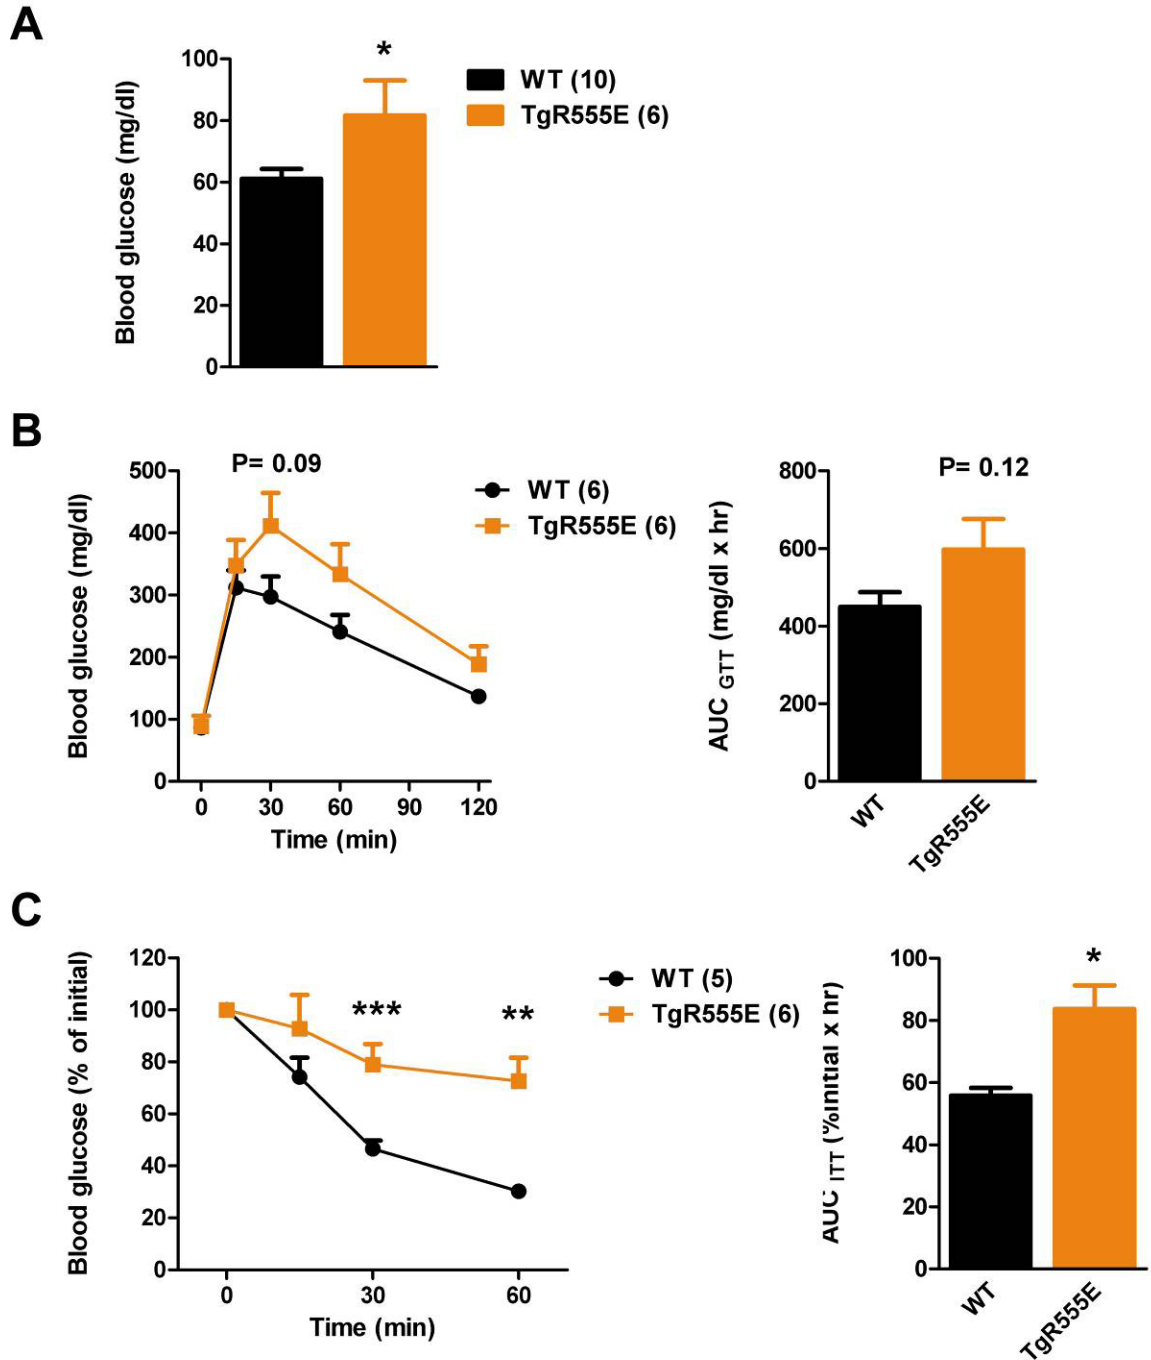 A
*
100
80
60
40
20
0
Blood glucose (mg/dl)
WT (10)
TgR555E (6)
B
P= 0.09
500
400
300
200
100
0
Blood glucose (mg/dl)
0 30 60 90 120
Time (min)
WT (6)
TgR555E (6)
P= 0.12
800
600
400
200
0
AUC GTT (mg/dl x hr)
WT
TgR555E
C
120
100
80
60
40
20
0
Blood glucose (% of initial)
*** **
0 30 60
Time (min)
WT (5)
TgR555E (6)
*
100
80
60
40
20
0
AUC ITT (%initial x hr)
WT
TgR555E